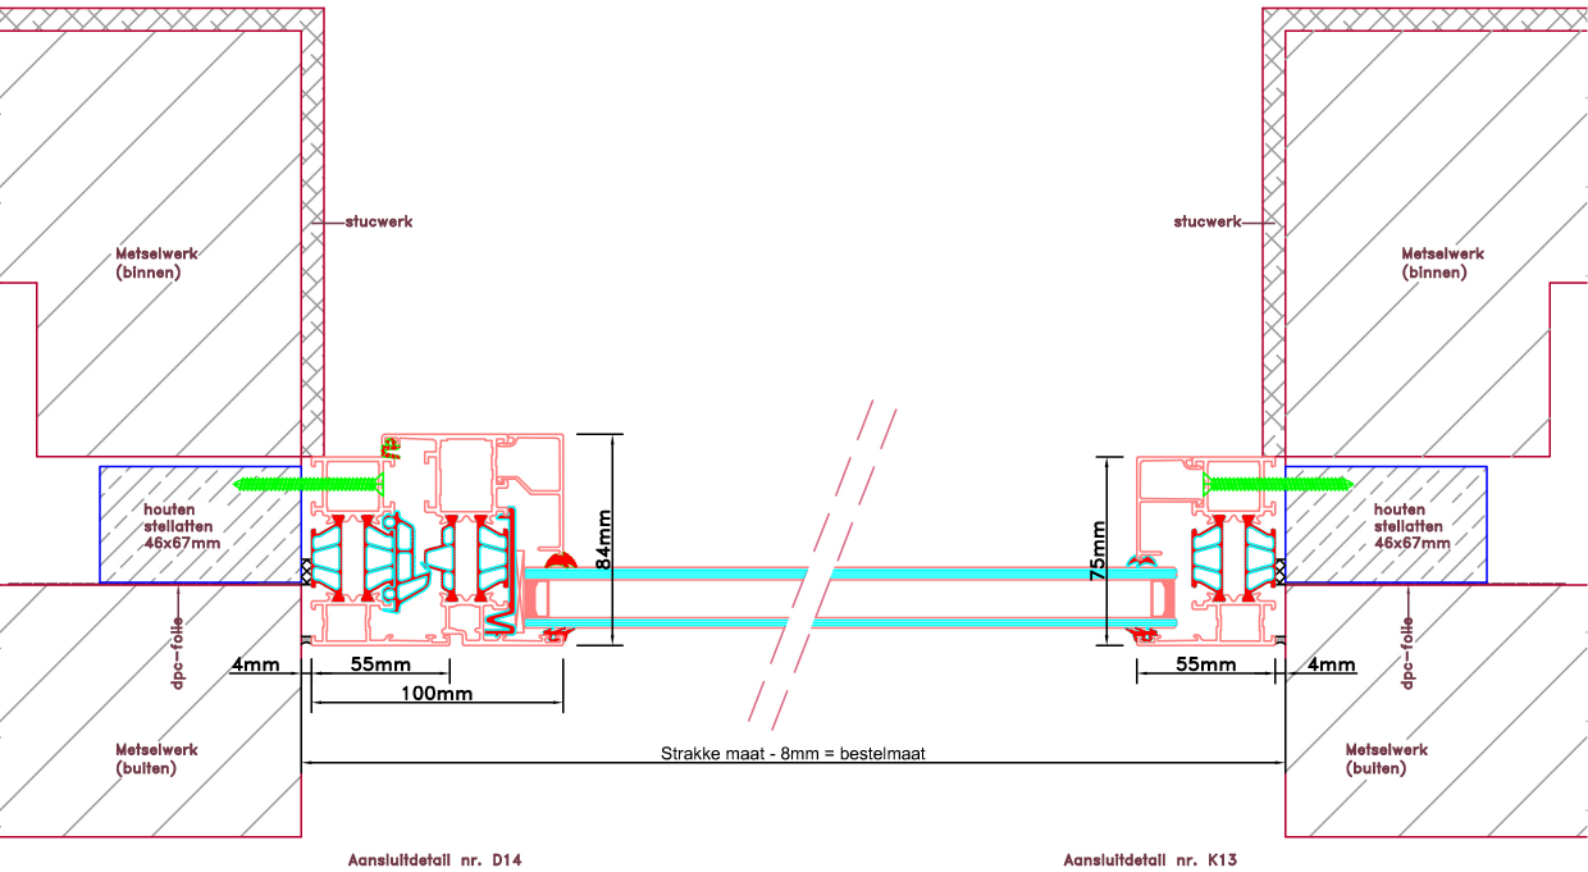 stucwerk
stucwerk
Metselwerk
(binnen)
Metselwerk
(binnen)
houten
stellatten
46x67mm
84mm
75mm
houten
stellatten
46x67mm
dpc-folie
4mm
55mm
100mm
55mm
4mm
dpc-folie
Metselwerk
(buiten)
Strakke maat - 8mm = bestelmaat
Metselwerk
(buiten)
Aansluitdetail nr. D14
Aansluitdetail nr. K13